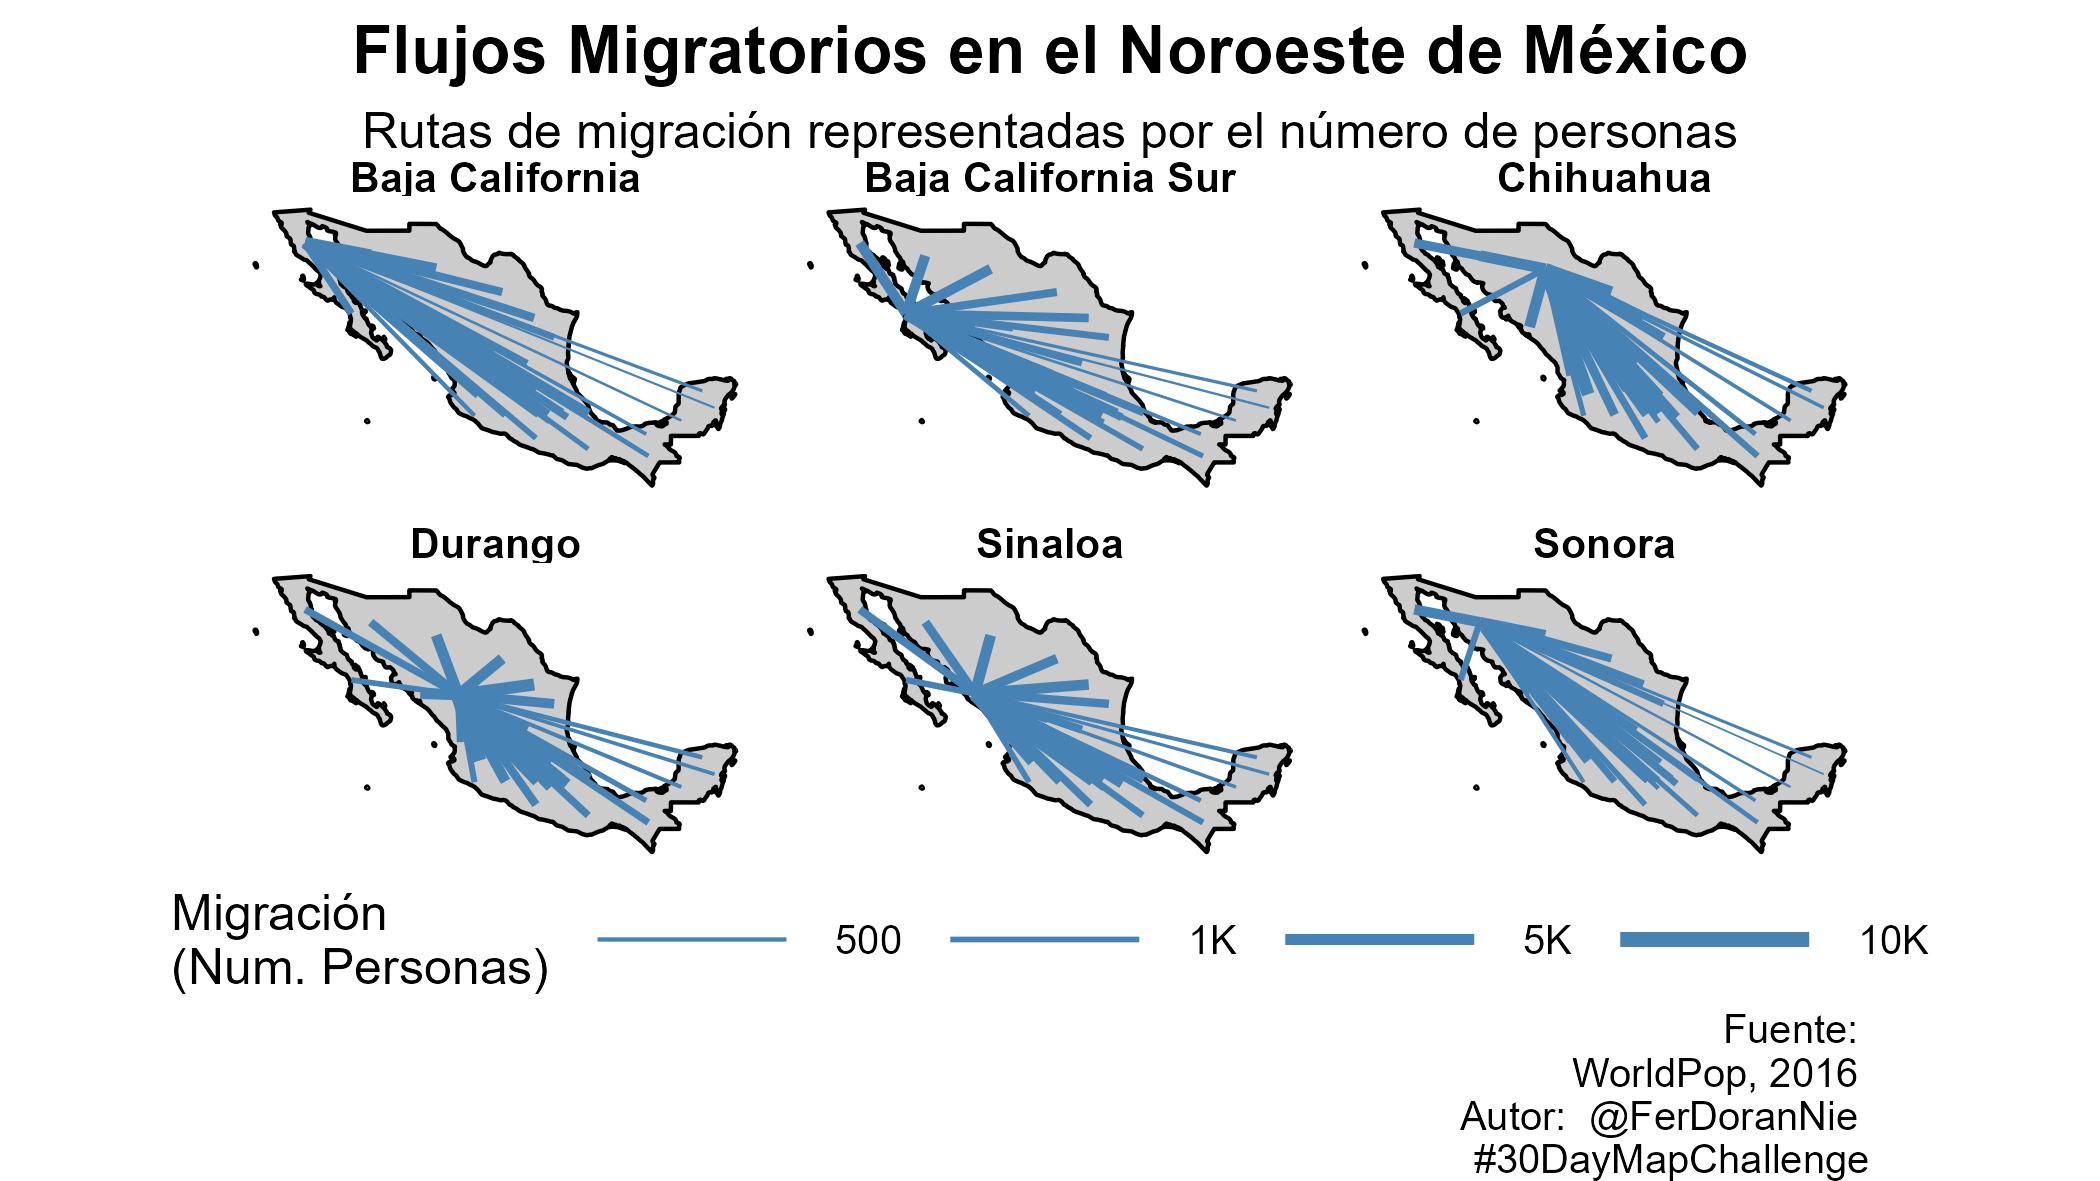 Flujos Migratorios en el Noroeste de México
Rutas de migración representadas por el número de personas
Baja California
Baja California Sur
Chihuahua
Durango
Sinaloa
Sonora
Migración
(Num. Personas)
500
1K
5K
10K
Fuente:
WorldPop, 2016
Autor: @FerDoranNie
#30DayMapChallenge